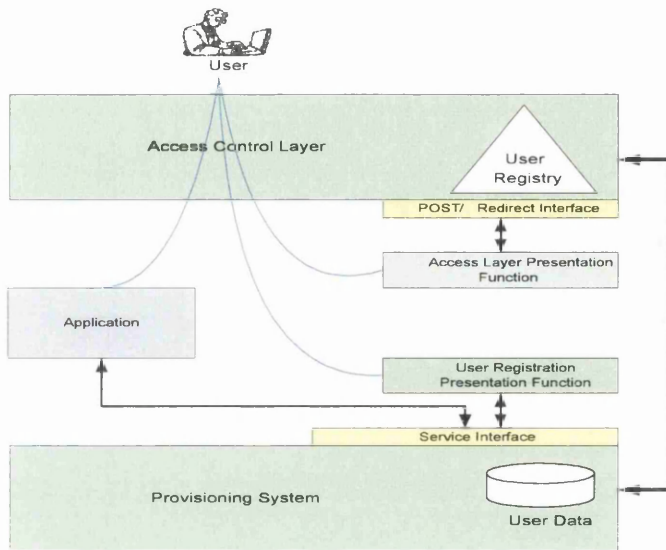 User
Access Control Layer
User
Registry
POST/ Redirect Interface
Access Layer Presentation
Function
Application
User Registration
Presentation Function
Service Interface
Provisioning System
User Data